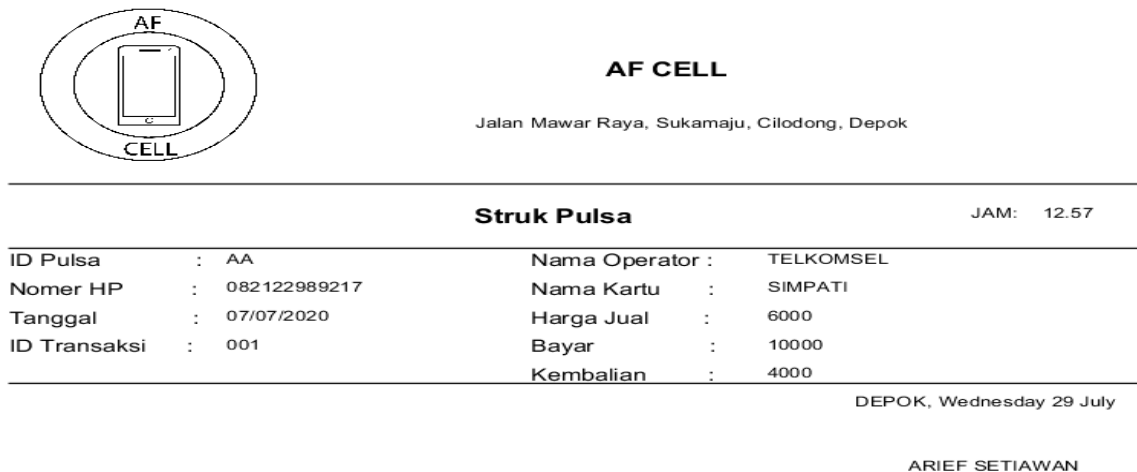 AF
CELL
AF CELL
Jalan Mawar Raya, Sukamaju, Cilodong, Depok
Struk Pulsa JAM: 12.57
ID Pulsa : AA Nama Operator : TELKOMSEL
Nomer HP : 082122989217 Nama Kartu : SIMPATI
Tanggal : 07/07/2020 Harga Jual : 6000
ID Transaksi : 001 Bayar : 10000
Kembalian : 4000
DEPOK, Wednesday 29 July
ARIEF SETIAWAN